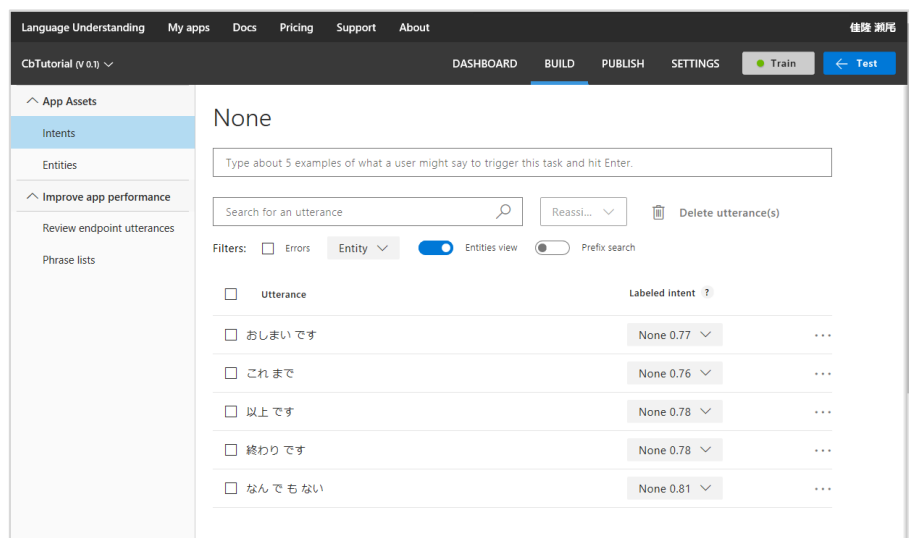 Language Understanding My apps Docs Pricing Support About 佳隆 瀬尾
CbTutorial (V 0.1) DASHBOARD BUILD PUBLISH SETTINGS Train Test
App Assets
Intents
Entities
Improve app performance
Review endpoint utterances
Phrase lists
None
Type about 5 examples of what a user might say to trigger this task and hit Enter.
Search for an utterance Reassi... Delete utterance(s)
Filters: Errors Entity Entities view Prefix search
Utterance Labeled intent ?
おしまい です None 0.77 ...
これ まで None 0.76 ...
以上 です None 0.78 ...
終わり です None 0.78 ...
なん で も ない None 0.81 ...